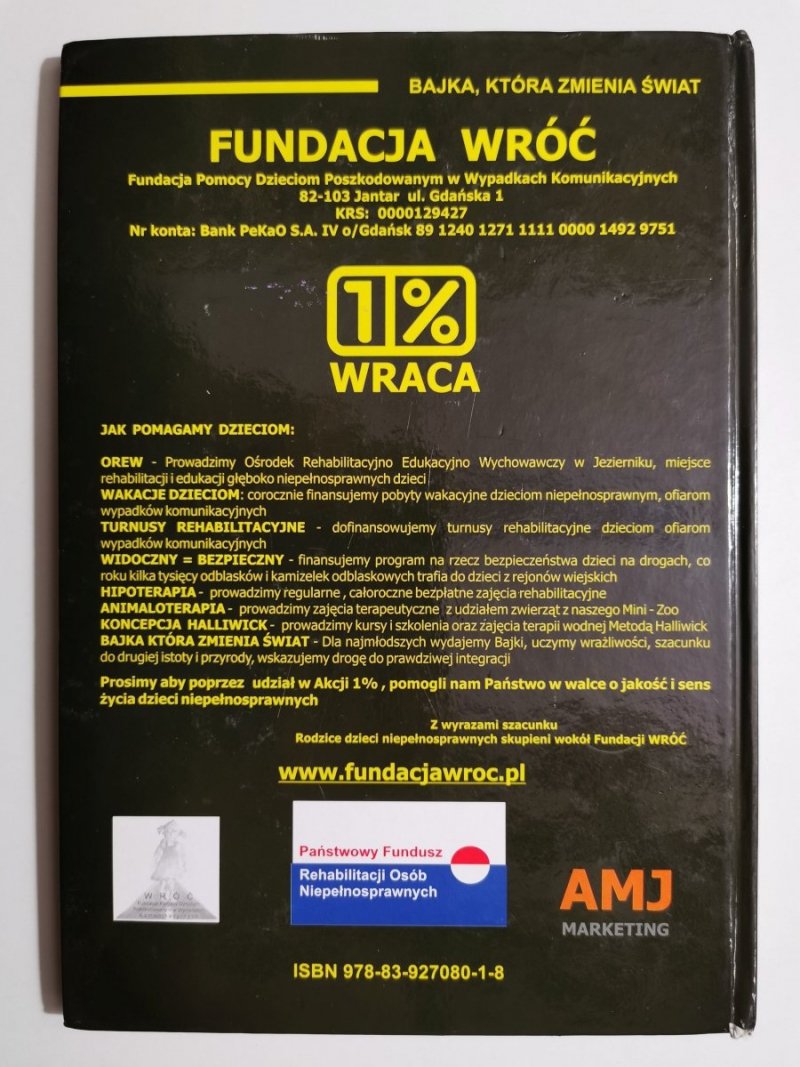 BAJKA, KTÓRA ZMIENIA ŚWIAT
FUNDACJA WRÓĆ
Fundacja Pomocy Dzieciom Poszkodowanym w Wypadkach Komunikacyjnych
82-103 Jantar ul. Gdańska 1
KRS: 0000129427
Nr konta: Bank PeKaO S.A. IV o/Gdańsk 89 1240 1271 1111 0000 1492 9751
1%
WRACA
JAK POMAGAMY DZIECIOM:
OREW - Prowadzimy Ośrodek Rehabilitacyjno Edukacyjno Wychowawczy w Jezierniku, miejsce
rehabilitacji i edukacji głęboko niepełnosprawnych dzieci
WAKACJE DZIECIOM: corocznie finansujemy pobyty wakacyjne dzieciom niepełnosprawnym, ofiarom
wypadków komunikacyjnych
TURNUSY REHABILITACYJNE - dofinansowujemy turnusy rehabilitacyjne dzieciom ofiarom
wypadków komunikacyjnych
WIDOCZNY = BEZPIECZNY - finansujemy program na rzecz bezpieczeństwa dzieci na drogach, co
roku kilka tysięcy odblasków i kamizelek odblaskowych trafia do dzieci z rejonów wiejskich
HIPOTERAPIA - prowadzimy regularne , całoroczne bezpłatne zajęcia rehabilitacyjne
ANIMALOTERAPIA - prowadzimy zajęcia terapeutyczne z udziałem zwierząt z naszego Mini - Zoo
KONCEPCJA HALLIWICK - prowadzimy kursy i szkolenia oraz zajęcia terapii wodnej Metodą Halliwick
BAJKA KTÓRA ZMIENIA ŚWIAT - Dla najmłodszych wydajemy Bajki, uczymy wrażliwości, szacunku
do drugiej istoty i przyrody, wskazujemy drogę do prawdziwej integracji
Prosimy aby poprzez udział w Akcji 1% , pomogli nam Państwo w walce o jakość i sens
życia dzieci niepełnosprawnych
Z wyrazami szacunku
Rodzice dzieci niepełnosprawnych skupieni wokół Fundacji WRÓĆ
www.fundacjawroc.pl
WRÓĆ
Państwowy Fundusz
Rehabilitacji Osób
Niepełnosprawnych
AMJ
MARKETING
ISBN 978-83-927080-1-8